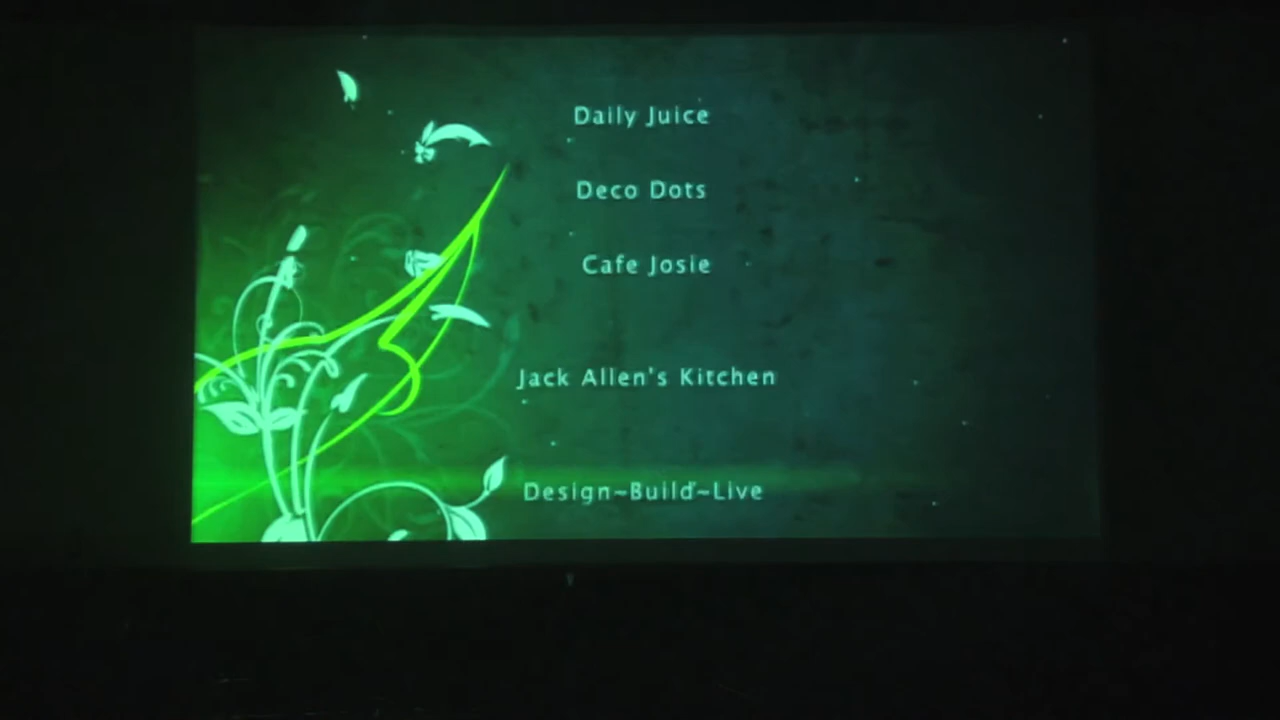 Daily Juice
Deco Dots
Cafe Josie
Jack Allen's Kitchen
Design~Build~Live